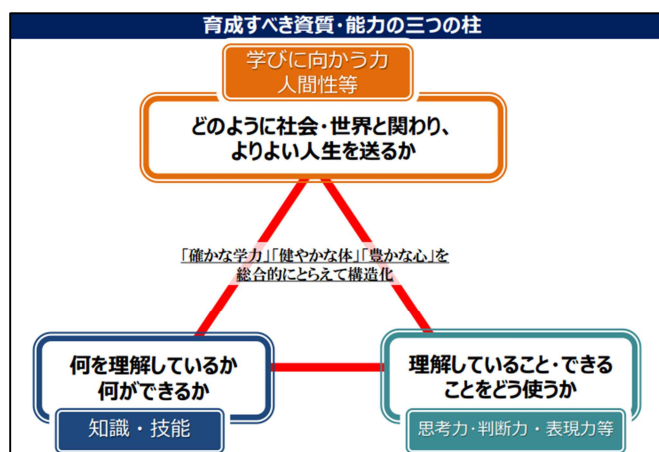 育成すべき資質・能力の三つの柱
学びに向かう力
人間性等
どのように社会・世界と関わり、
よりよい人生を送るか
「確かな学力」「健やかな体」「豊かな心」を
総合的にとらえて構造化
何を理解しているか
何ができるか
知識・技能
理解していること・できる
ことをどう使うか
思考力・判断力・表現力等